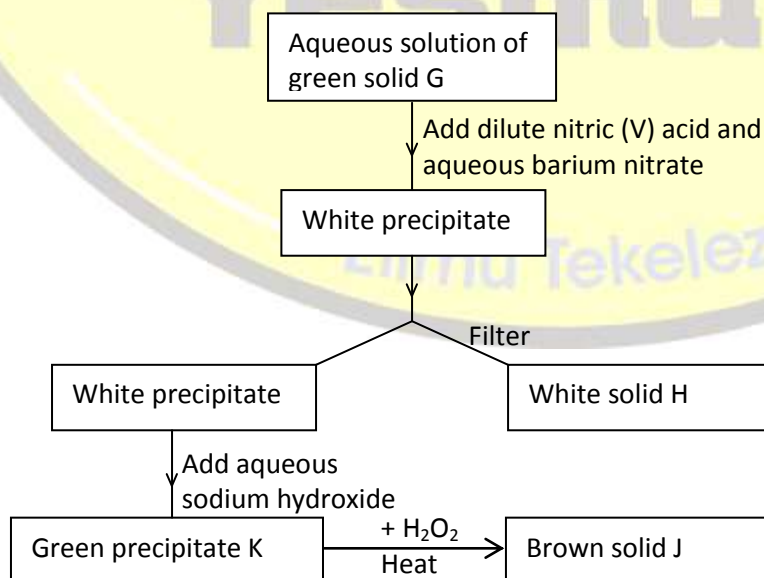 Aqueous solution of
green solid G
Add dilute nitric (V) acid and
aqueous barium nitrate
White precipitate
Tekelez
Filter
White precipitate
White solid H
Add aqueous
sodium hydroxide
Green precipitate K
+ H₂O₂
Heat
Brown solid J